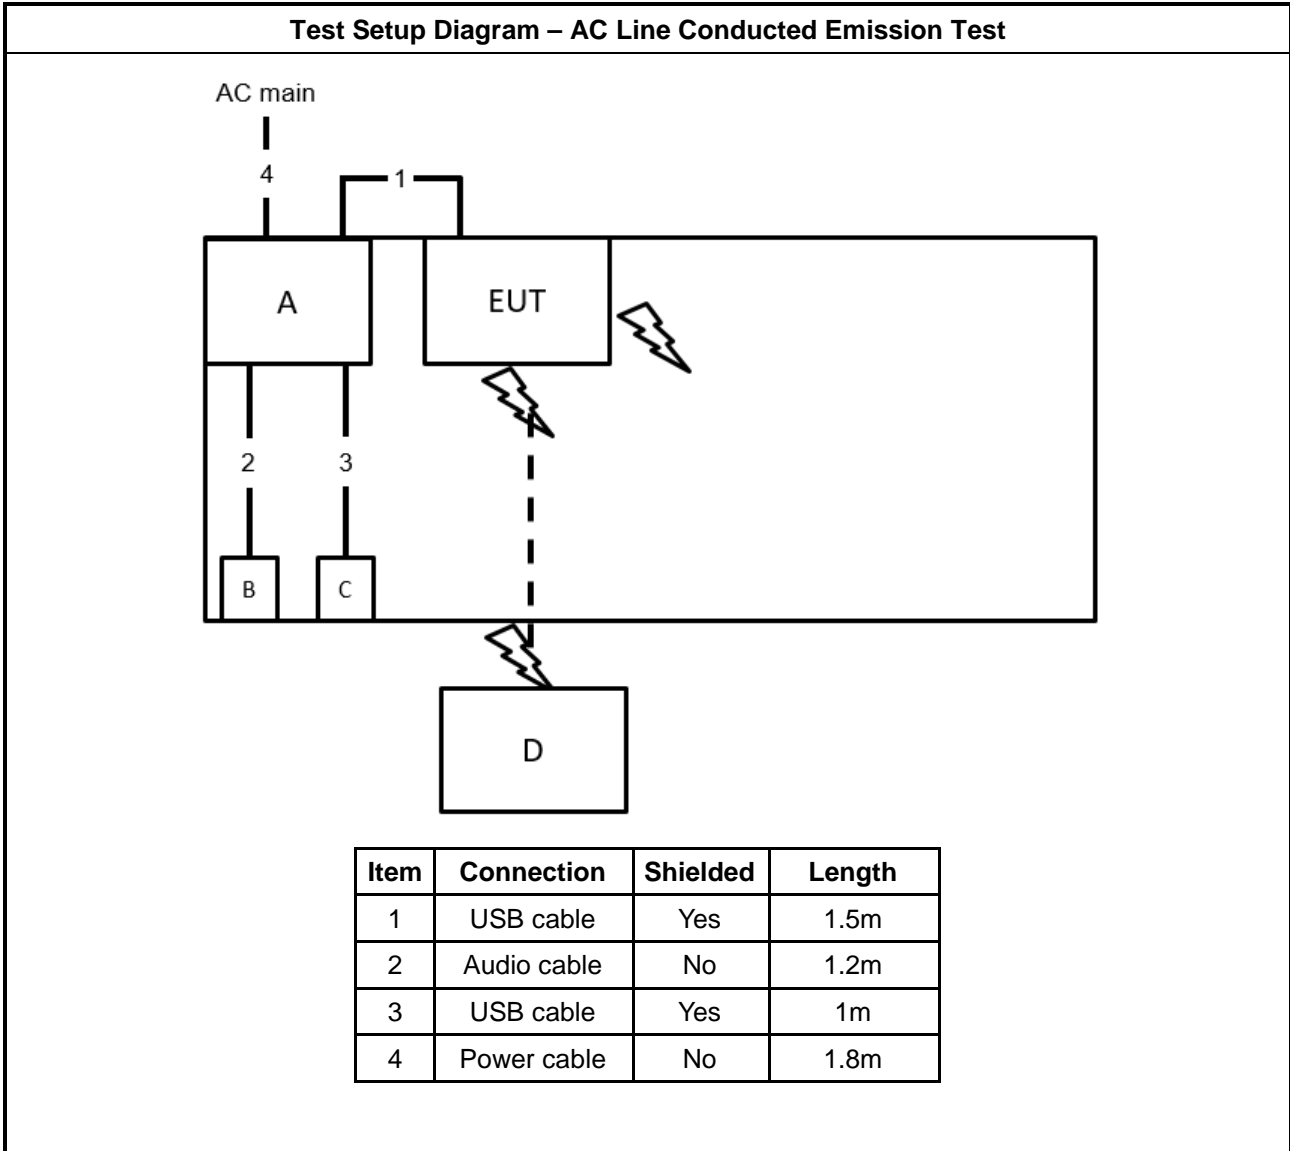 Test Setup Diagram – AC Line Conducted Emission Test
AC main
4
1
A
EUT
2
3
B
C
D
Item Connection Shielded Length
1 USB cable Yes 1.5m
2 Audio cable No 1.2m
3 USB cable Yes 1m
4 Power cable No 1.8m